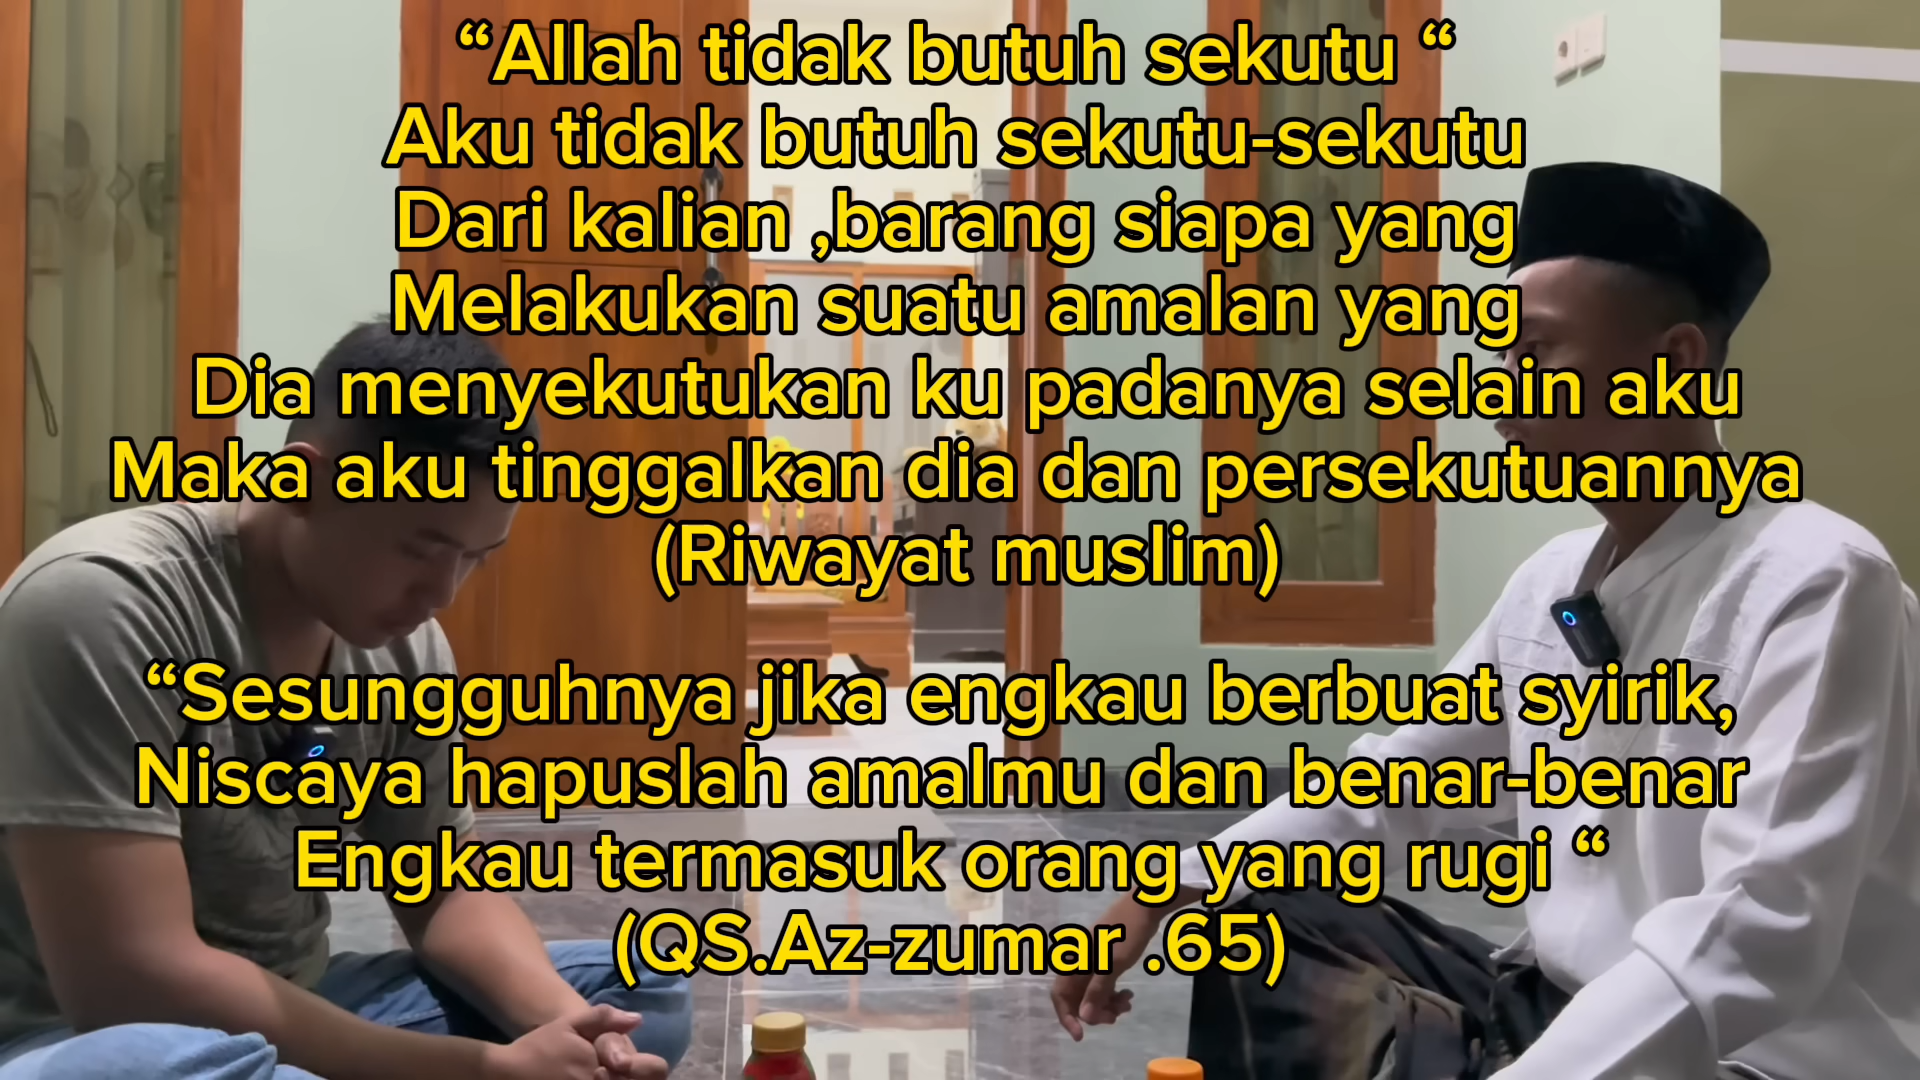 “Allah tidak butuh sekutu “
Aku tidak butuh sekutu-sekutu
Dari kalian ,barang siapa yang
Melakukan suatu amalan yang
Dia menyekutukan ku padanya selain aku
Maka aku tinggalkan dia dan persekutuannya
(Riwayat muslim)
“Sesungguhnya jika engkau berbuat syirik,
Niscaya hapuslah amalmu dan benar-benar
Engkau termasuk orang yang rugi “
(QS.Az-zumar .65)